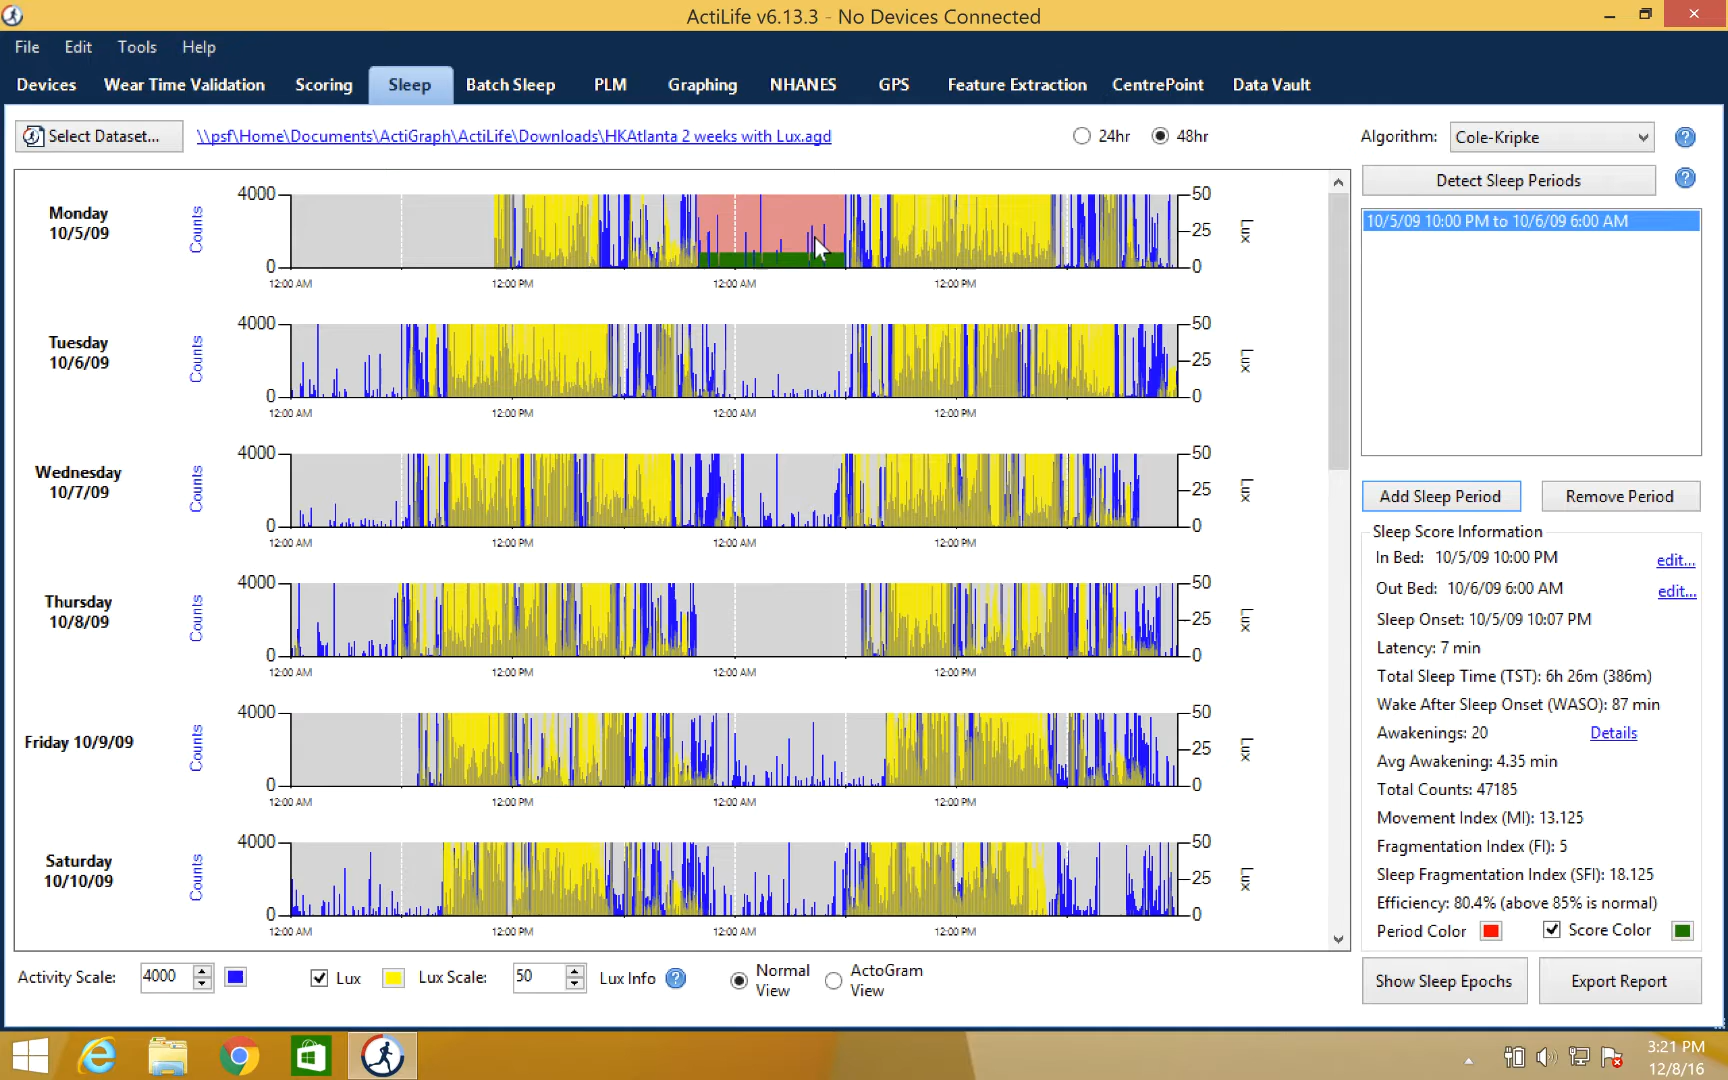 ActiLife v6.13.3 - No Devices Connected
File Edit Tools Help
Devices Wear Time Validation Scoring Sleep Batch Sleep PLM Graphing NHANES GPS Feature Extraction CentrePoint Data Vault
Select Dataset... \\psf\Home\Documents\ActiGraph\ActiLife\Downloads\HKAtlanta 2 weeks with Lux.agd 24hr 48hr Algorithm: Cole-Kripke ?
Detect Sleep Periods ?
10/5/09 10:00 PM to 10/6/09 6:00 AM
Monday
10/5/09
Counts
4000
0
50
25
0
Lux
12:00 AM 12:00 PM 12:00 AM 12:00 PM
Tuesday
10/6/09
Counts
4000
0
50
25
0
Lux
12:00 AM 12:00 PM 12:00 AM 12:00 PM
Wednesday
10/7/09
Counts
4000
0
50
25
0
Lux
12:00 AM 12:00 PM 12:00 AM 12:00 PM
Thursday
10/8/09
Counts
4000
0
50
25
0
Lux
12:00 AM 12:00 PM 12:00 AM 12:00 PM
Friday 10/9/09
Counts
4000
0
50
25
0
Lux
12:00 AM 12:00 PM 12:00 AM 12:00 PM
Saturday
10/10/09
Counts
4000
0
50
25
0
Lux
12:00 AM 12:00 PM 12:00 AM 12:00 PM
Add Sleep Period Remove Period
Sleep Score Information
In Bed: 10/5/09 10:00 PM edit...
Out Bed: 10/6/09 6:00 AM edit...
Sleep Onset: 10/5/09 10:07 PM
Latency: 7 min
Total Sleep Time (TST): 6h 26m (386m)
Wake After Sleep Onset (WASO): 87 min
Awakenings: 20 Details
Avg Awakening: 4.35 min
Total Counts: 47185
Movement Index (MI): 13.125
Fragmentation Index (FI): 5
Sleep Fragmentation Index (SFI): 18.125
Efficiency: 80.4% (above 85% is normal)
Period Color Score Color
Show Sleep Epochs Export Report
Activity Scale: 4000 Lux Lux Scale: 50 Lux Info ? Normal View ActoGram View
3:21 PM
12/8/16